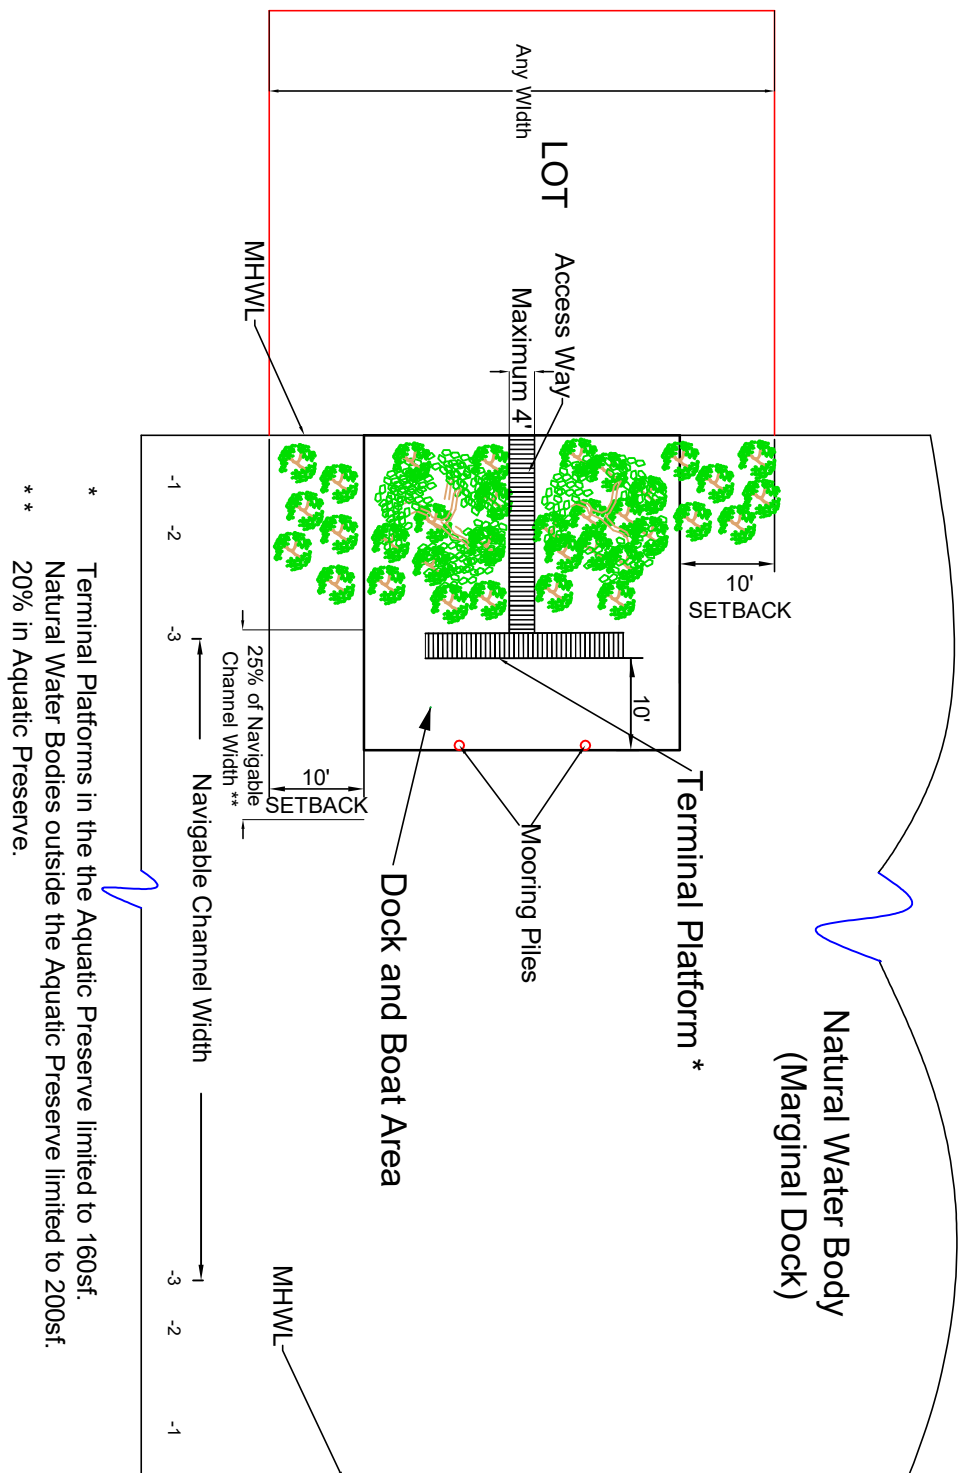 Natural Water Body
(Marginal Dock)
Any Width
LOT
Access Way
Maximum 4'
MHWL
10'
SETBACK
10'
Terminal Platform *
Mooring Piles
Dock and Boat Area
10'
SETBACK
25% of Navigable
Channel Width **
Navigable Channel Width
MHWL
-1
-2
-3
-3
-2
-1
* Terminal Platforms in the the Aquatic Preserve limited to 160sf.
Natural Water Bodies outside the Aquatic Preserve limited to 200sf.
* * 20% in Aquatic Preserve.